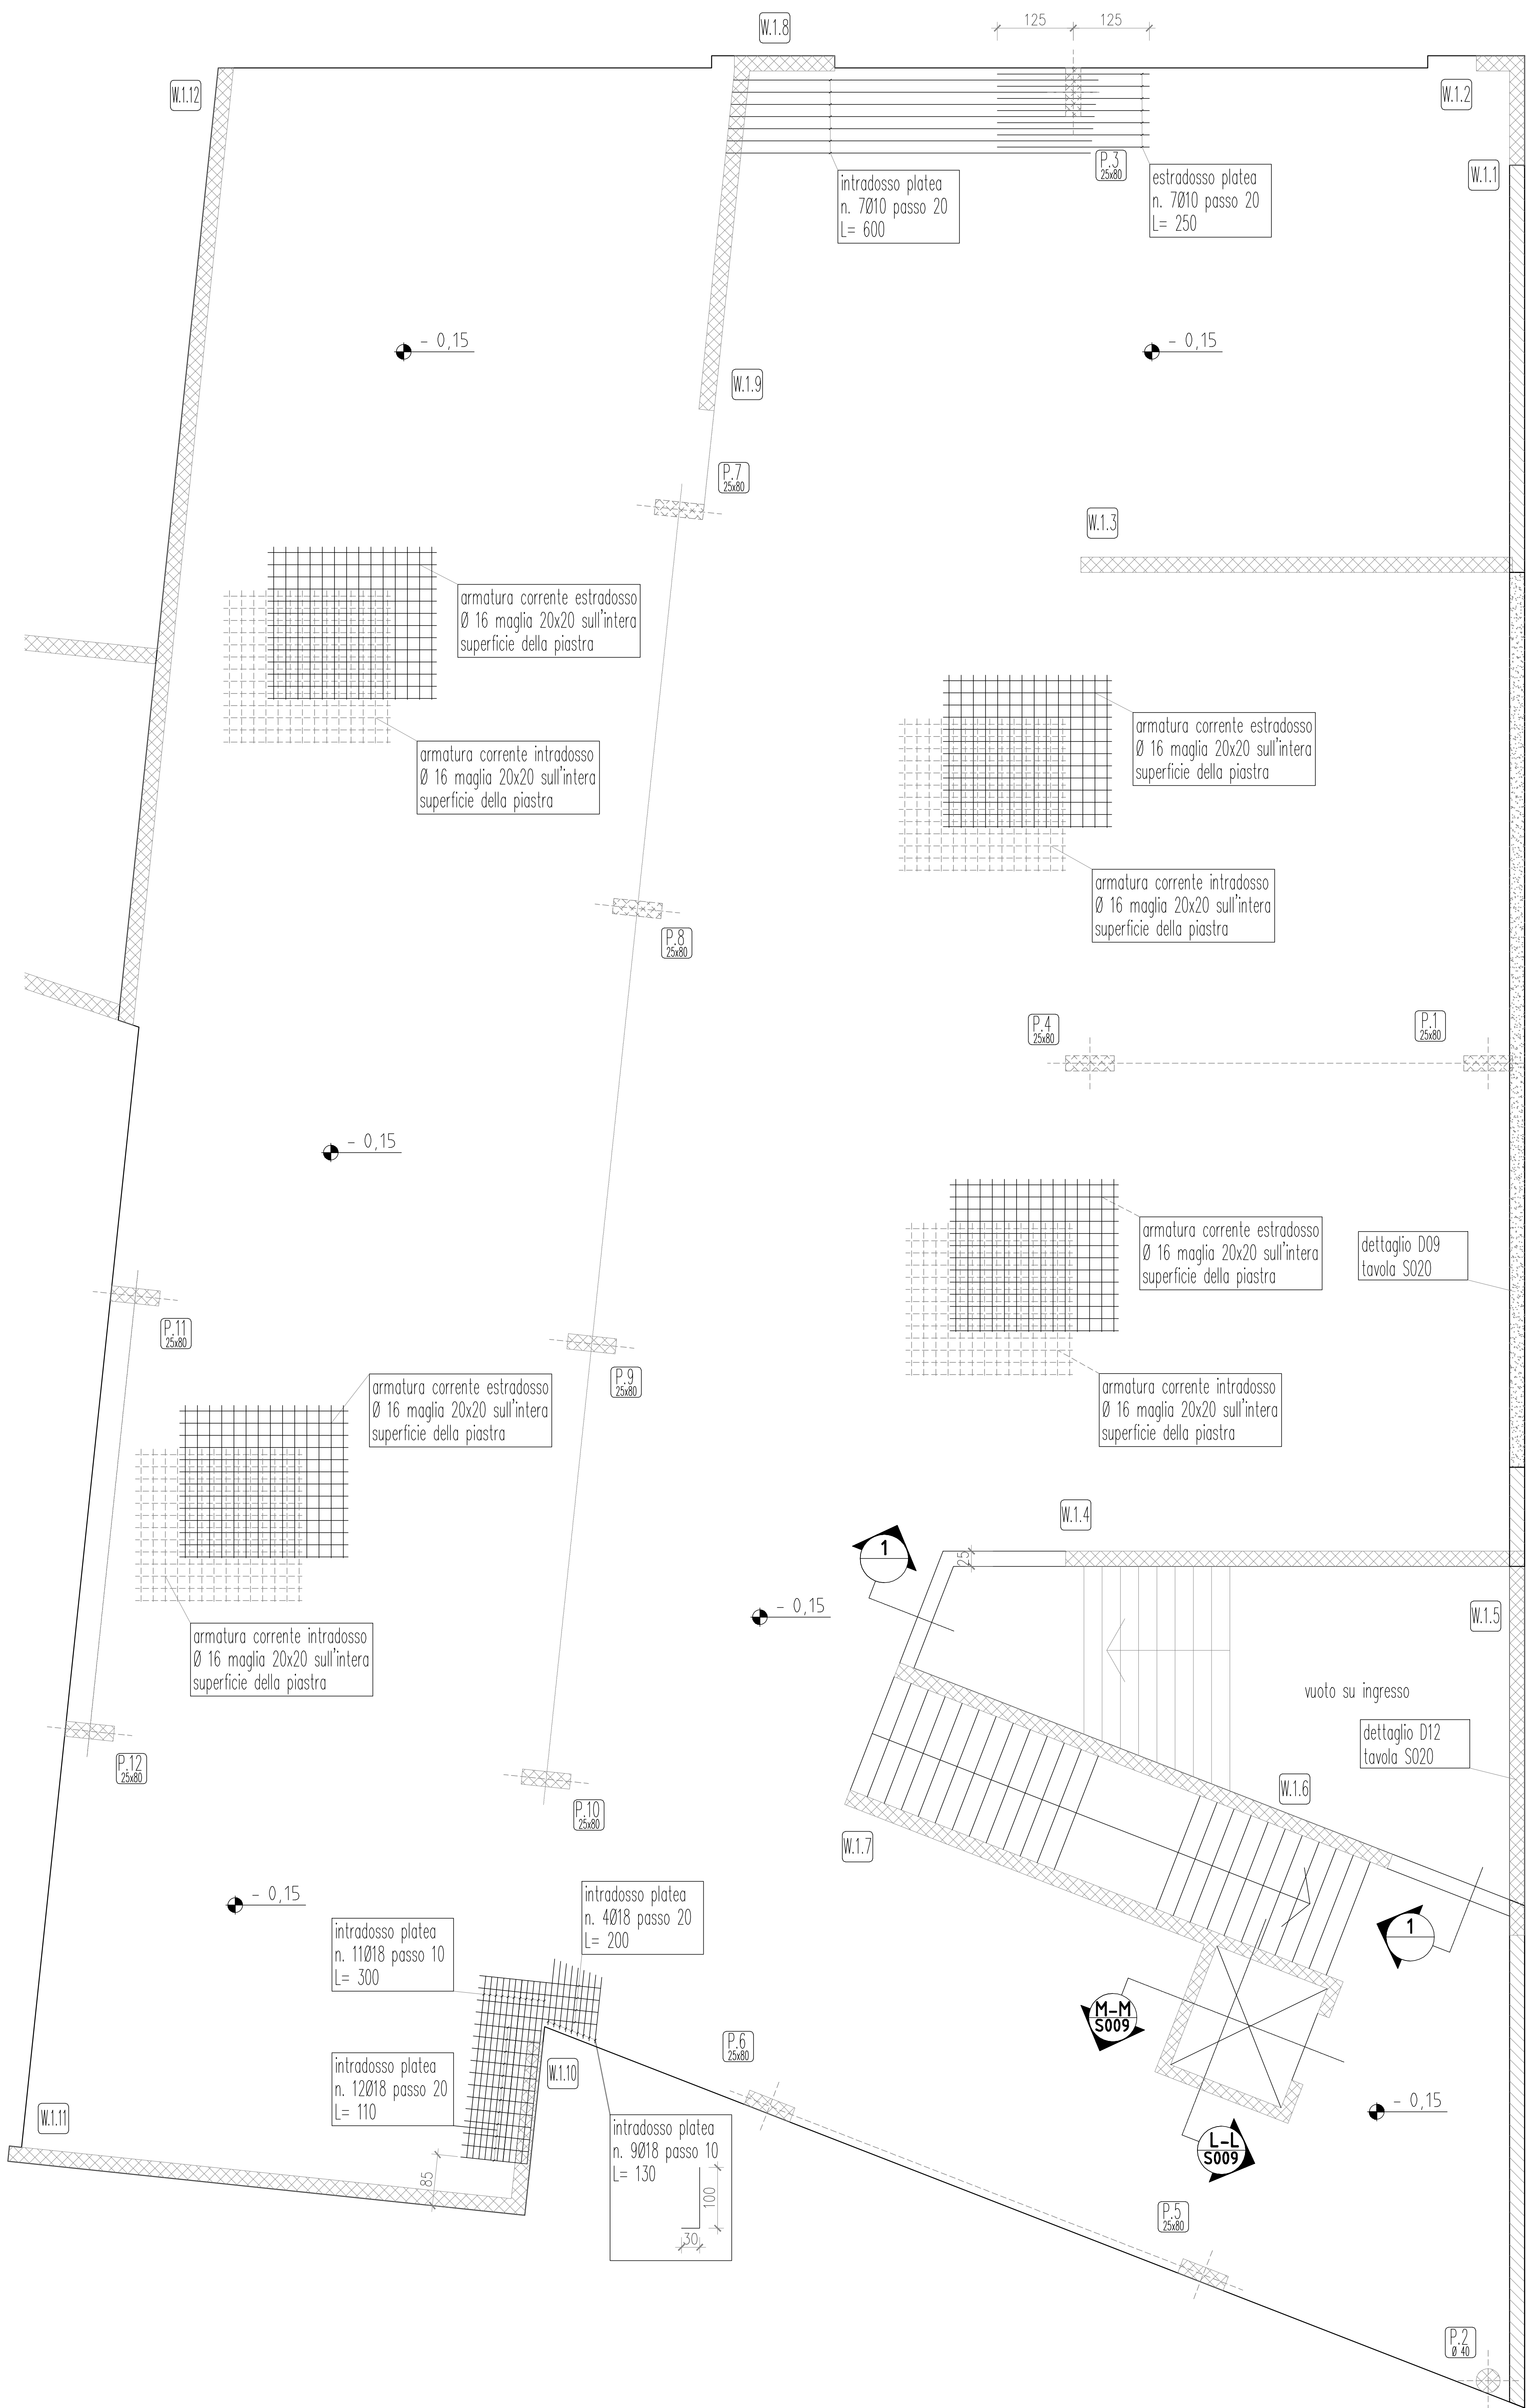 125
125
W.1.8
W.1.12
W.1.2
P.3
25x80
W.1.1
intradosso platea
n. 7Ø10 passo 20
L= 600
estradosso platea
n. 7Ø10 passo 20
L= 250
- 0,15
- 0,15
W.1.9
P.7
25x80
W.1.3
armatura corrente estradosso
Ø 16 maglia 20x20 sull'intera
superficie della piastra
armatura corrente intradosso
Ø 16 maglia 20x20 sull'intera
superficie della piastra
armatura corrente estradosso
Ø 16 maglia 20x20 sull'intera
superficie della piastra
armatura corrente intradosso
Ø 16 maglia 20x20 sull'intera
superficie della piastra
P.8
25x80
P.4
25x80
P.1
25x80
- 0,15
armatura corrente estradosso
Ø 16 maglia 20x20 sull'intera
superficie della piastra
dettaglio D09
tavola S020
P.11
25x80
P.9
25x80
armatura corrente estradosso
Ø 16 maglia 20x20 sull'intera
superficie della piastra
armatura corrente intradosso
Ø 16 maglia 20x20 sull'intera
superficie della piastra
W.1.4
1
25
- 0,15
W.1.5
armatura corrente intradosso
Ø 16 maglia 20x20 sull'intera
superficie della piastra
vuoto su ingresso
dettaglio D12
tavola S020
P.12
25x80
W.1.6
P.10
25x80
W.1.7
- 0,15
intradosso platea
n. 4Ø18 passo 20
L= 200
intradosso platea
n. 11Ø18 passo 10
L= 300
1
M-M
S009
P.6
25x80
intradosso platea
n. 12Ø18 passo 20
L= 110
W.1.10
- 0,15
W.1.11
intradosso platea
n. 9Ø18 passo 10
L= 130
100
30
85
L-L
S009
P.5
25x80
P.2
Ø 40